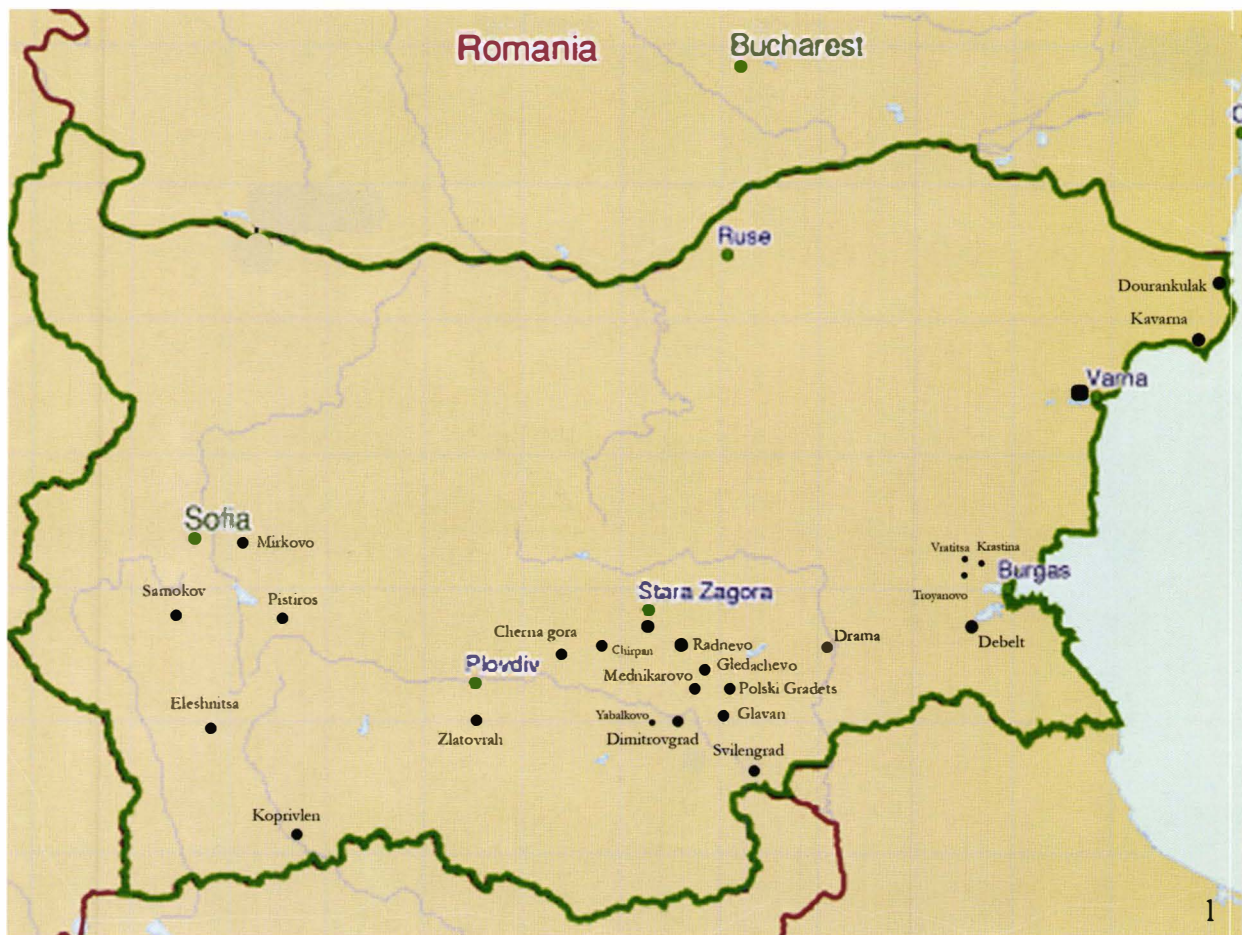 Romania
Bucharest
C
Ruse
Dourankulak
Kavarna
Varna
Sofia
Mirkovo
Vratitsa
Krastina
Burgas
Troyanovo
Samokov
Pistiros
Stara Zagora
Cherna gora
Chirpan
Radnevo
Drama
Debelt
Plovdiv
Gledachevo
Mednikarovo
Polski Gradets
Eleshnitsa
Zlatovrah
Yabalkovo
Dimitrovgrad
Glavan
Svilengrad
Koprivlen
1